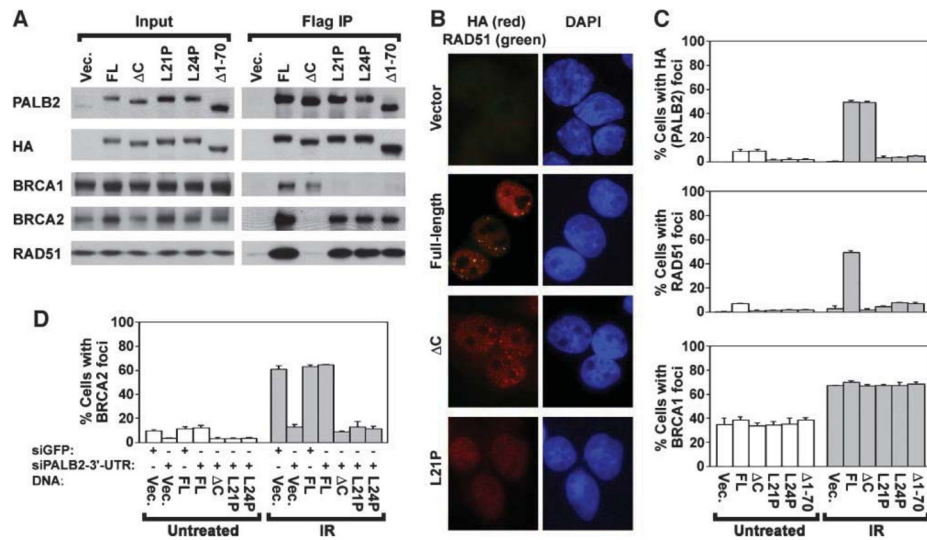 A
Input
Flag IP
Vec. FL ΔC L21P L24P Δ1-70
Vec. FL ΔC L21P L24P Δ1-70
PALB2
HA
BRCA1
BRCA2
RAD51
B
HA (red)
RAD51 (green)
DAPI
Vector
Full-length
ΔC
L21P
C
% Cells with HA
(PALB2) foci
100
80
60
40
20
0
% Cells with
RAD51 foci
100
80
60
40
20
0
% Cells with
BRCA1 foci
100
80
60
40
20
0
Vec. FL ΔC L21P L24P Δ1-70 Vec. FL ΔC L21P L24P Δ1-70
Untreated IR
D
% Cells with
BRCA2 foci
100
80
60
40
20
0
siGFP: + - + - - - - + - + - - - -
siPALB2-3'-UTR: - + - + + + + - + - + + + +
DNA: Vec. Vec. FL FL ΔC L21P L24P Vec. Vec. FL FL ΔC L21P L24P
Untreated IR